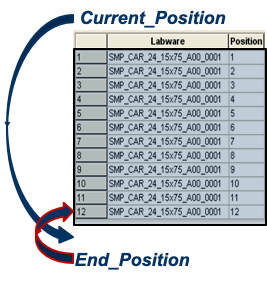 Current_Position
Labware Position
1 SMP_CAR_24_15x75_A00_0001 1
2 SMP_CAR_24_15x75_A00_0001 2
3 SMP_CAR_24_15x75_A00_0001 3
4 SMP_CAR_24_15x75_A00_0001 4
5 SMP_CAR_24_15x75_A00_0001 5
6 SMP_CAR_24_15x75_A00_0001 6
7 SMP_CAR_24_15x75_A00_0001 7
8 SMP_CAR_24_15x75_A00_0001 8
9 SMP_CAR_24_15x75_A00_0001 9
10 SMP_CAR_24_15x75_A00_0001 10
11 SMP_CAR_24_15x75_A00_0001 11
12 SMP_CAR_24_15x75_A00_0001 12
End_Position